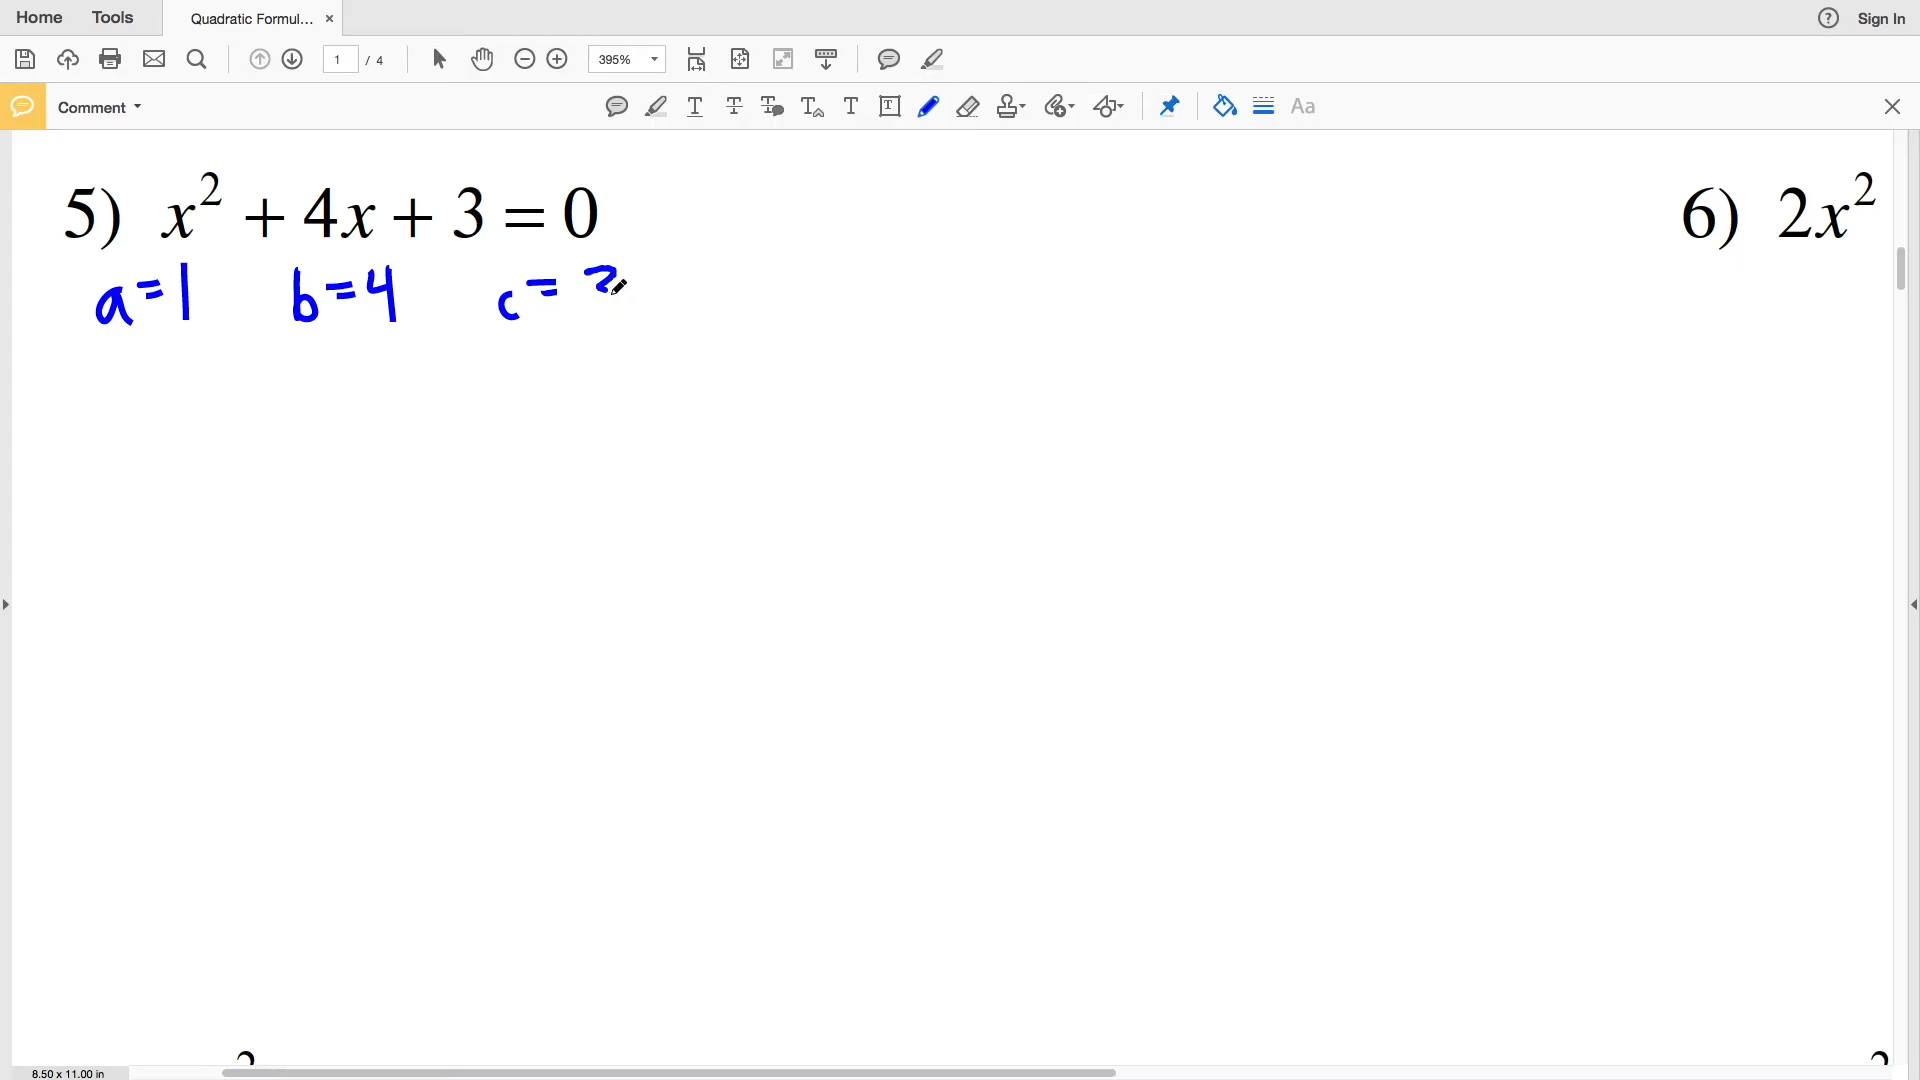 Home Tools Quadratic Formul... × ? Sign In
1 / 4 395%
Comment Aa
5) x² + 4x + 3 = 0 6) 2x²
a=1 b=4 c=
8.50 x 11.00 in